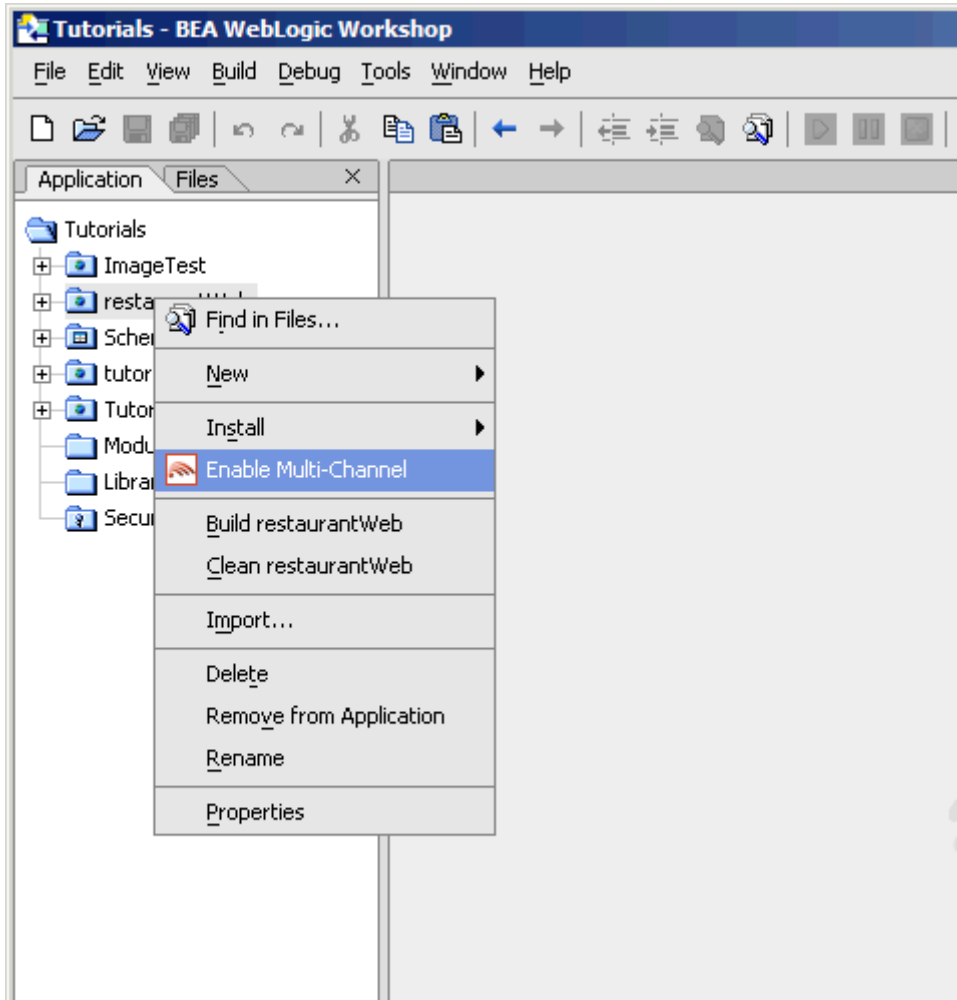 Tutorials - BEA WebLogic Workshop
File Edit View Build Debug Tools Window Help
Application Files
Tutorials
ImageTest
Find in Files...
New
Install
Enable Multi-Channel
Build restaurantWeb
Clean restaurantWeb
Import...
Delete
Remove from Application
Rename
Properties